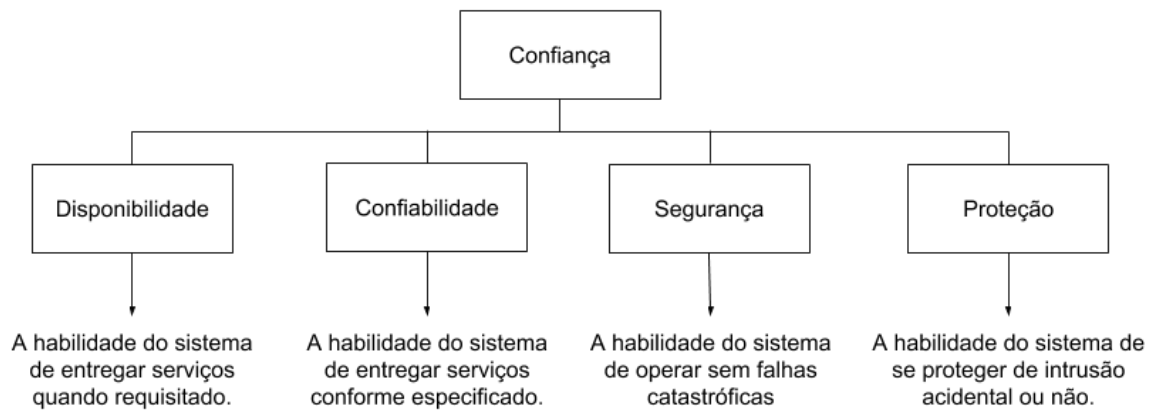 Confiança
Disponibilidade
Confiabilidade
Segurança
Proteção
A habilidade do sistema
de entregar serviços
quando requisitado.
A habilidade do sistema
de entregar serviços
conforme especificado.
A habilidade do sistema
de operar sem falhas
catastróficas
A habilidade do sistema de
se proteger de intrusão
acidental ou não.